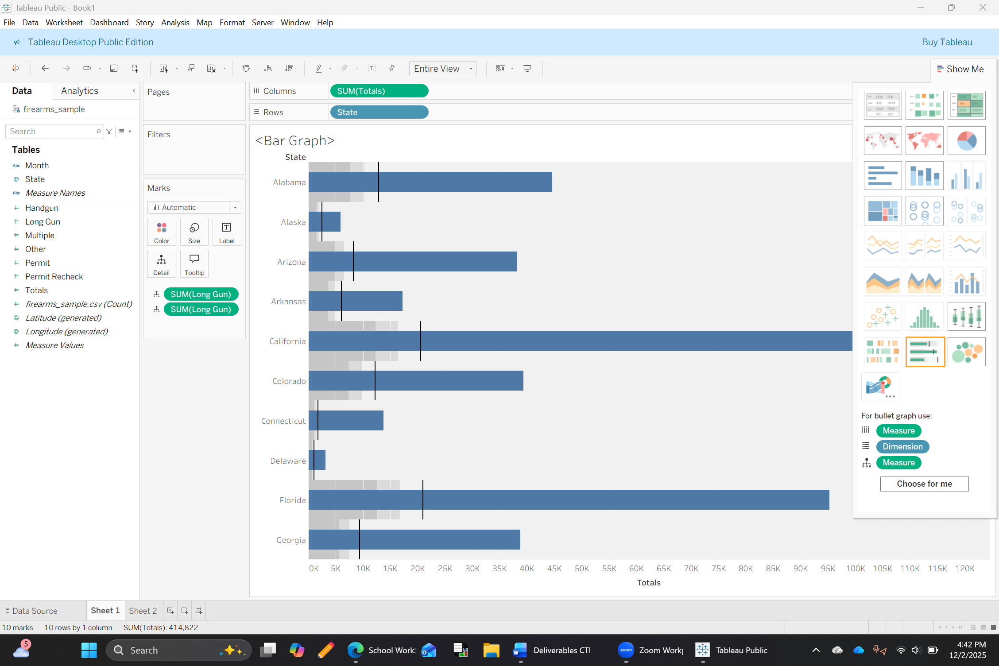 Tableau Public - Book1
File Data Worksheet Dashboard Story Analysis Map Format Server Window Help
Tableau Desktop Public Edition
Buy Tableau
Entire View
Show Me
Data
Analytics
firearms_sample
Search
Tables
Abc Month
State
Abc Measure Names
Handgun
Long Gun
Multiple
Other
Permit
Permit Recheck
Totals
firearms_sample.csv (Count)
Latitude (generated)
Longitude (generated)
Measure Values
Pages
Filters
Marks
Automatic
Color
Size
Label
Detail
Tooltip
SUM(Long Gun)
SUM(Long Gun)
Columns
SUM(Totals)
Rows
State
<Bar Graph>
State
Alabama
Alaska
Arizona
Arkansas
California
Colorado
Connecticut
Delaware
Florida
Georgia
0K 5K 10K 15K 20K 25K 30K 35K 40K 45K 50K 55K 60K 65K 70K 75K 80K 85K 90K 95K 100K 105K 110K 115K 120K
Totals
For bullet graph use:
Measure
Dimension
Measure
Choose for me
Data Source
Sheet 1
Sheet 2
10 marks
10 rows by 1 column
SUM(Totals): 414,822
5
Search
School Work
Deliverables CTI
zoom
Zoom Work
Tableau Public
4:42 PM
12/2/2025